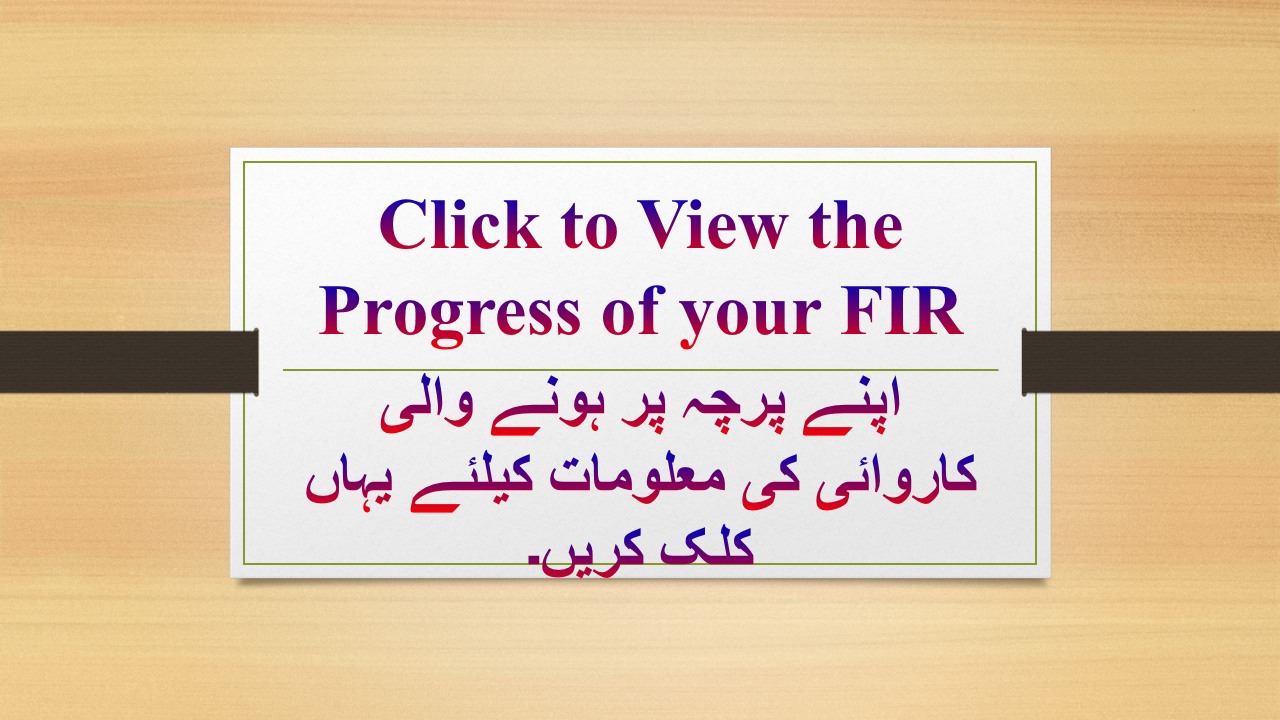 Click to View the
Progress of your FIR
اپنے پرچہ پر ہونے والی
کاروائی کی معلومات کیلئے یہاں
کلک کریں۔